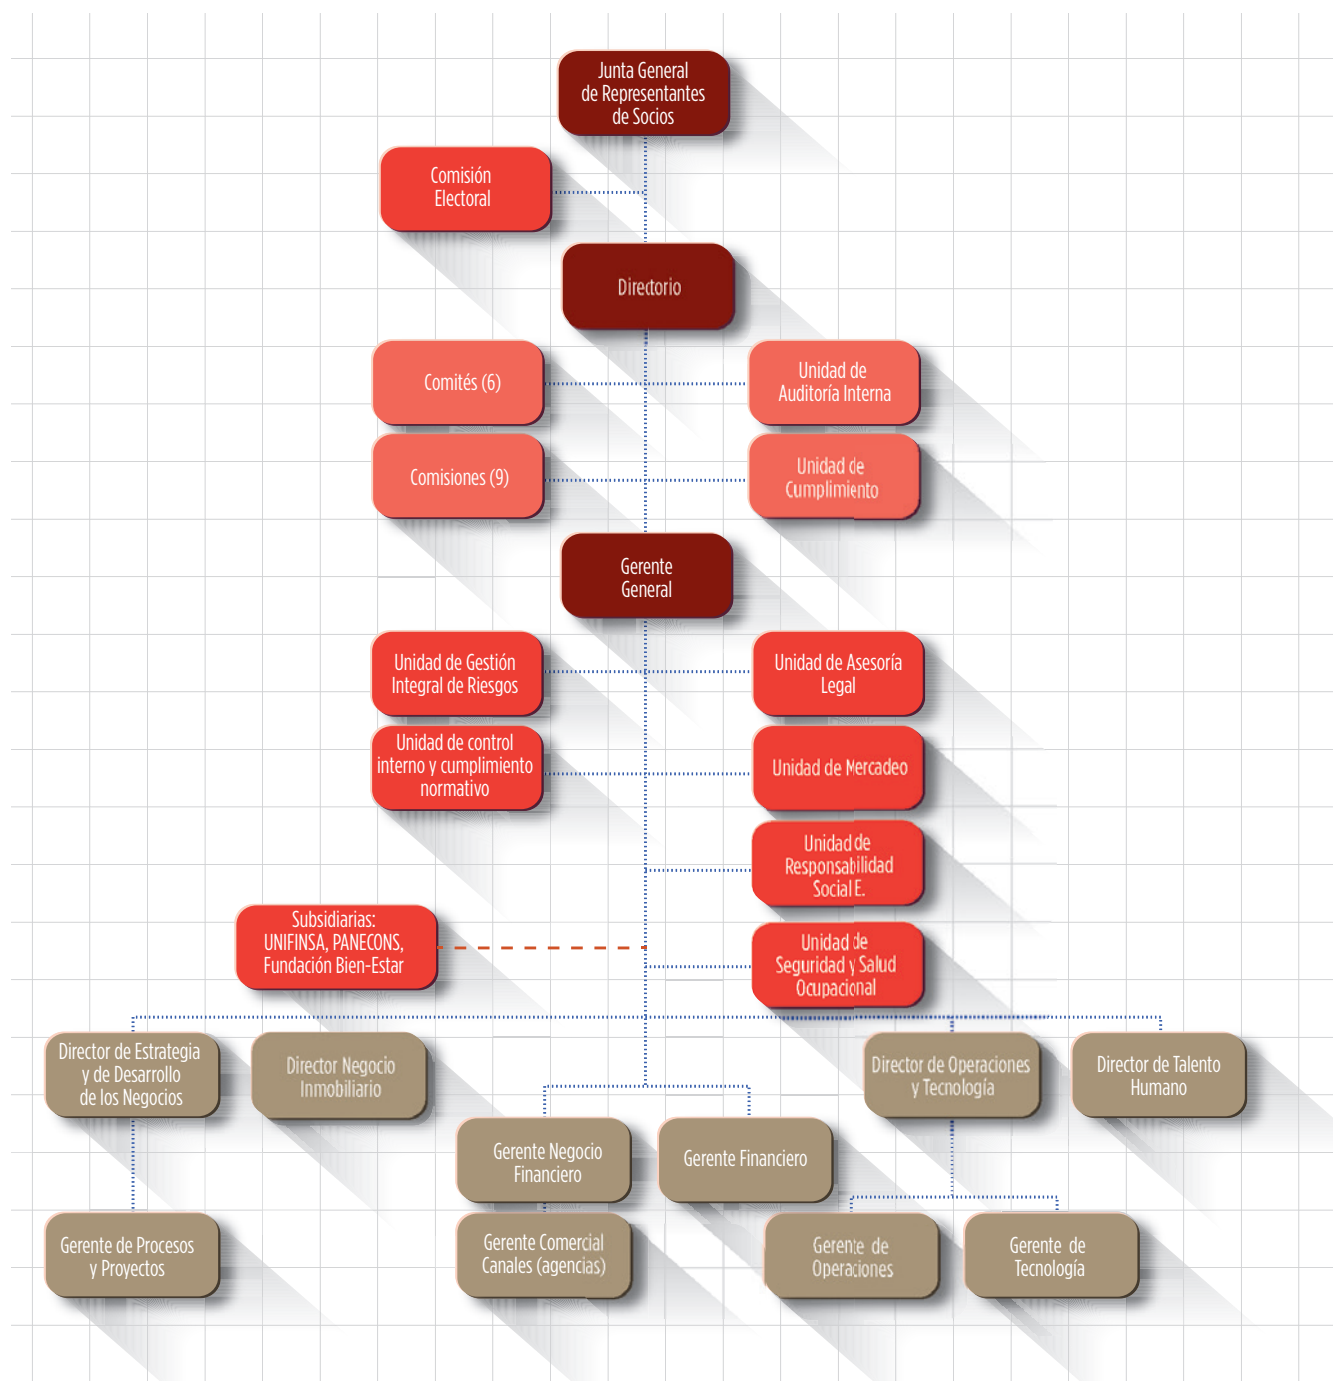 Junta General
de Representantes
de Socios
Comisión
Electoral
Directorio
Comités (6)
Unidad de
Auditoría Interna
Comisiones (9)
Unidad de
Cumplimiento
Gerente
General
Unidad de Gestión
Integral de Riesgos
Unidad de Asesoría
Legal
Unidad de control
interno y cumplimiento
normativo
Unidad de Mercadeo
Unidad de
Responsabilidad
Social E.
Subsidiarias:
UNIFINSA, PANECONS,
Fundación Bien-Estar
Unidad de
Seguridad y Salud
Ocupacional
Director de Estrategia
y de Desarrollo
de los Negocios
Director Negocio
Inmobiliario
Director de Operaciones
y Tecnología
Director de Talento
Humano
Gerente Negocio
Financiero
Gerente Financiero
Gerente de Procesos
y Proyectos
Gerente Comercial
Canales (agencias)
Gerente de
Operaciones
Gerente de
Tecnología